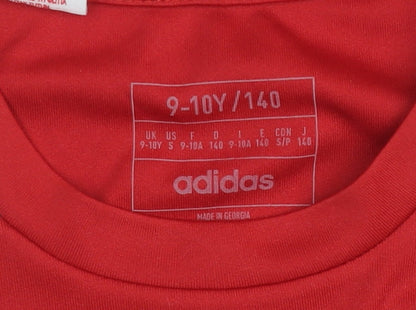 9-10Y/140
UK US F D I E CON J
9-10Y S 9-10A 140 9-10A 140 S/P 140
adidas
MADE IN GEORGIA